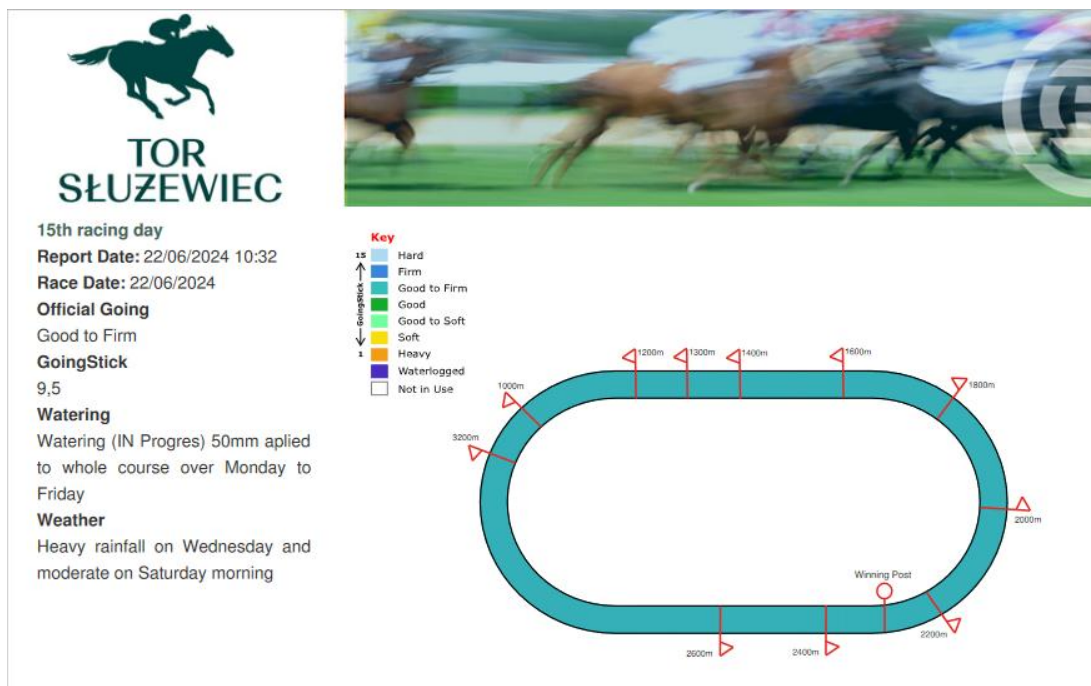 TOR
SŁUŻEWIEC
15th racing day
Report Date: 22/06/2024 10:32
Race Date: 22/06/2024
Official Going
Good to Firm
GoingStick
9,5
Watering
Watering (IN Progres) 50mm aplied
to whole course over Monday to
Friday
Weather
Heavy rainfall on Wednesday and
moderate on Saturday morning
Key
15
GoingStick
1
Hard
Firm
Good to Firm
Good
Good to Soft
Soft
Heavy
Waterlogged
Not in Use
1200m
1300m
1400m
1600m
1000m
1800m
3200m
2000m
Winning Post
2200m
2600m
2400m